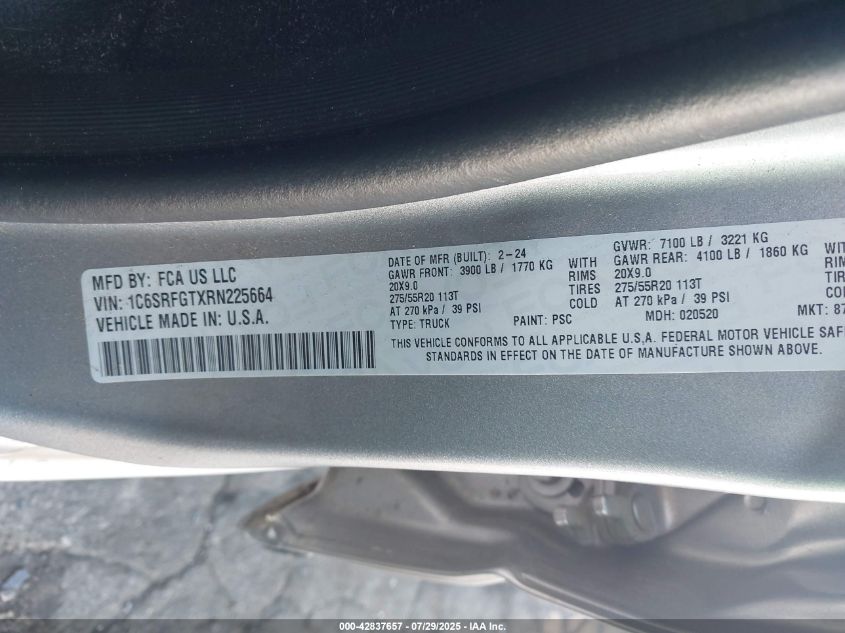 MFD BY: FCA US LLC
VIN: 1C6SRFGTXRN225664
VEHICLE MADE IN: U.S.A.
DATE OF MFR (BUILT): 2-24
GAWR FRONT: 3900 LB / 1770 KG WITH
20X9.0 RIMS
275/55R20 113T TIRES
AT 270 kPa / 39 PSI
TYPE: TRUCK PAINT: PSC
GVWR: 7100 LB / 3221 KG
GAWR REAR: 4100 LB / 1860 KG WITH
20X9.0
275/55R20 113T
AT 270 kPa / 39 PSI
MDH: 020520 MKT: 87
THIS VEHICLE CONFORMS TO ALL APPLICABLE U.S.A. FEDERAL MOTOR VEHICLE SAF
STANDARDS IN EFFECT ON THE DATE OF MANUFACTURE SHOWN ABOVE.
000-42837657 / 07/29/2025 - IAA Inc.